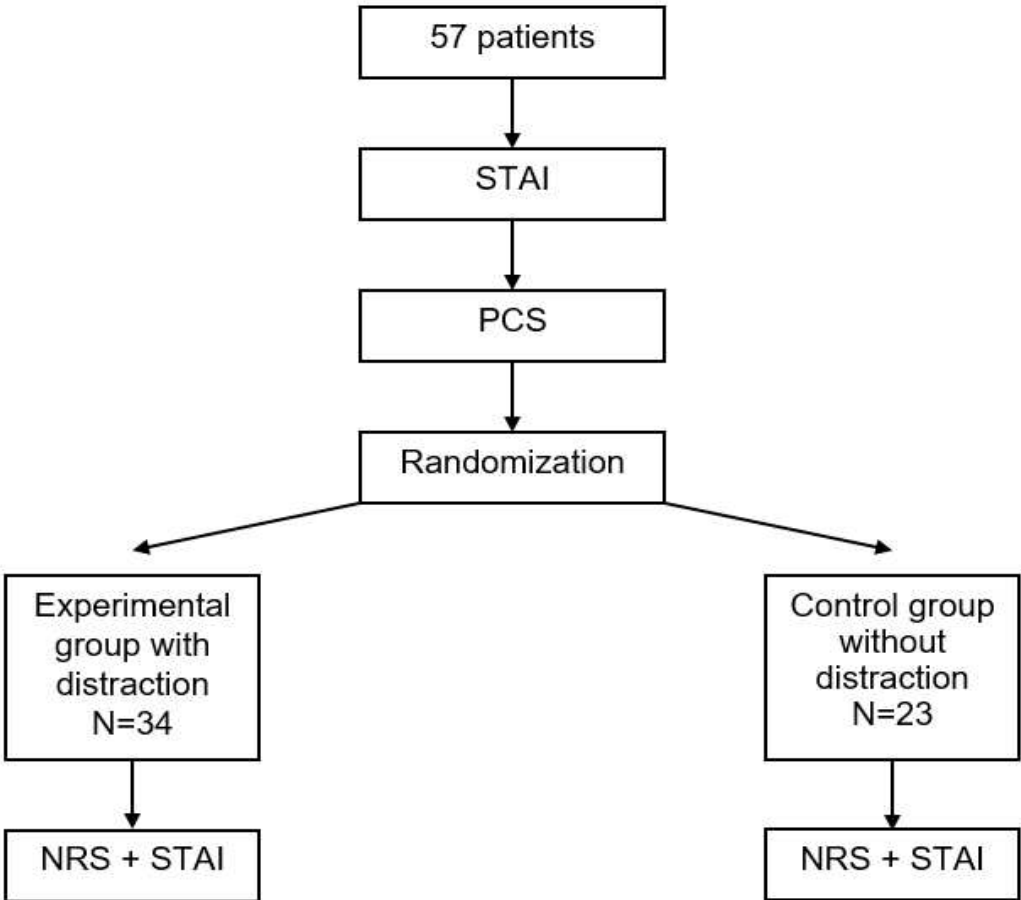 57 patients
STAI
PCS
Randomization
Experimental
group with
distraction
N=34
Control group
without
distraction
N=23
NRS + STAI
NRS + STAI